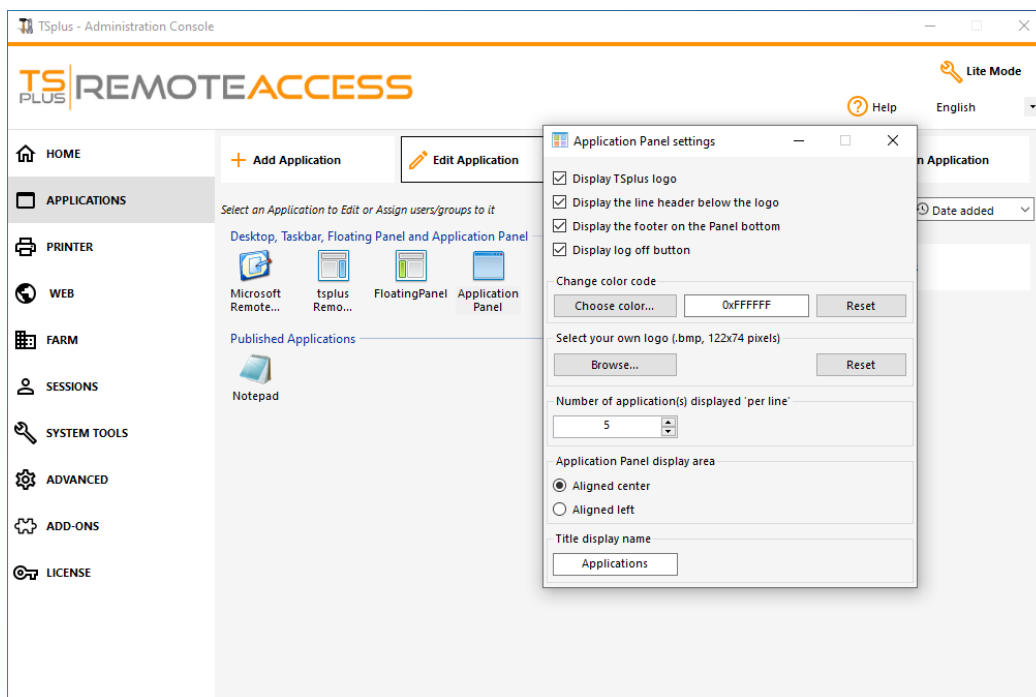 TSplus - Administration Console
TS PLUS REMOTEACCESS
Lite Mode
Help
English
HOME
APPLICATIONS
PRINTER
WEB
FARM
SESSIONS
SYSTEM TOOLS
ADVANCED
ADD-ONS
LICENSE
Add Application
Edit Application
n Application
Select an Application to Edit or Assign users/groups to it
Date added
Desktop, Taskbar, Floating Panel and Application Panel
Microsoft
Remote...
tsplus
Remo...
FloatingPanel
Application
Panel
Published Applications
Notepad
Application Panel settings
Display TSplus logo
Display the line header below the logo
Display the footer on the Panel bottom
Display log off button
Change color code
Choose color...
0xFFFFFF
Reset
Select your own logo (.bmp, 122x74 pixels)
Browse...
Reset
Number of application(s) displayed 'per line'
5
Application Panel display area
Aligned center
Aligned left
Title display name
Applications